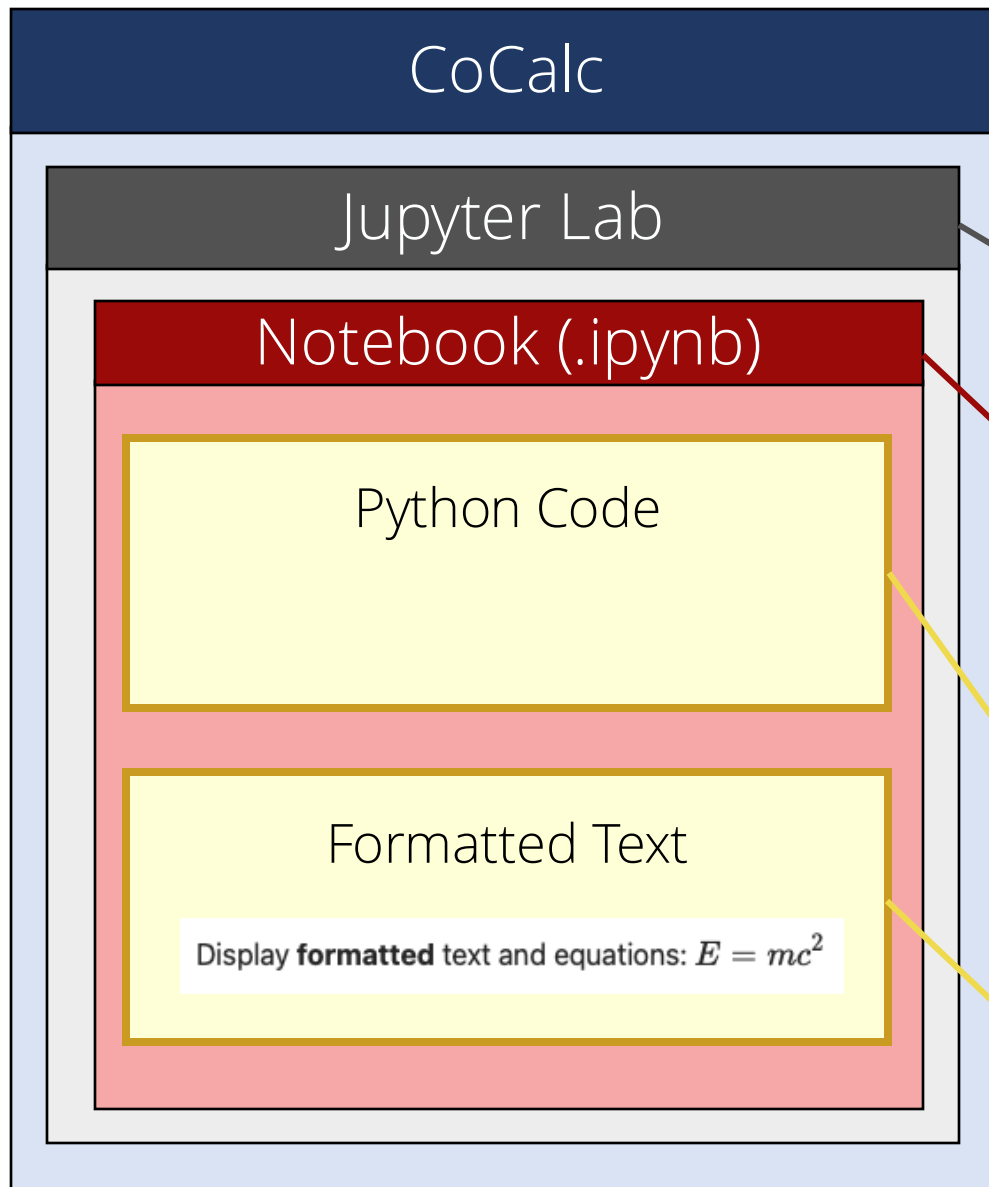 CoCalc
Jupyter Lab
Notebook (.ipynb)
Python Code
Formatted Text
Display formatted text and equations: E = mc²